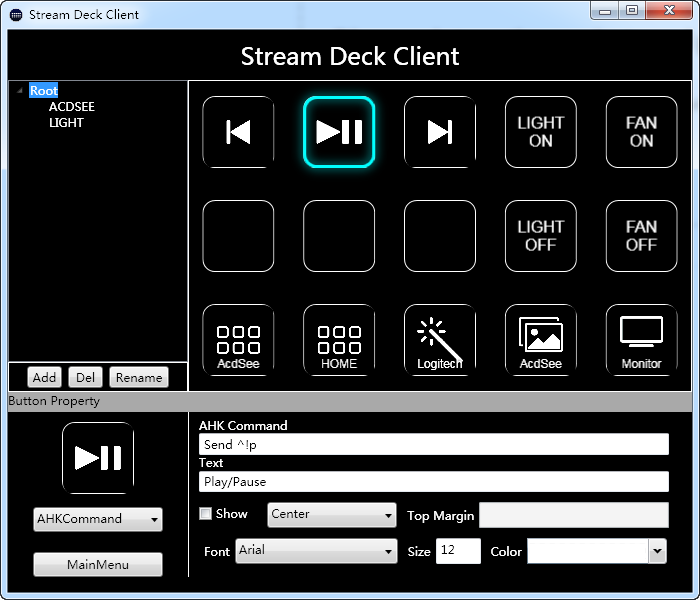 Stream Deck Client
Stream Deck Client
Root
ACDSEE
LIGHT
LIGHT
ON
FAN
ON
LIGHT
OFF
FAN
OFF
AcdSee
HOME
Logitech
AcdSee
Monitor
Add
Del
Rename
Button Property
AHKCommand
MainMenu
AHK Command
Send ^!p
Text
Play/Pause
Show
Center
Top Margin
Font
Arial
Size
12
Color